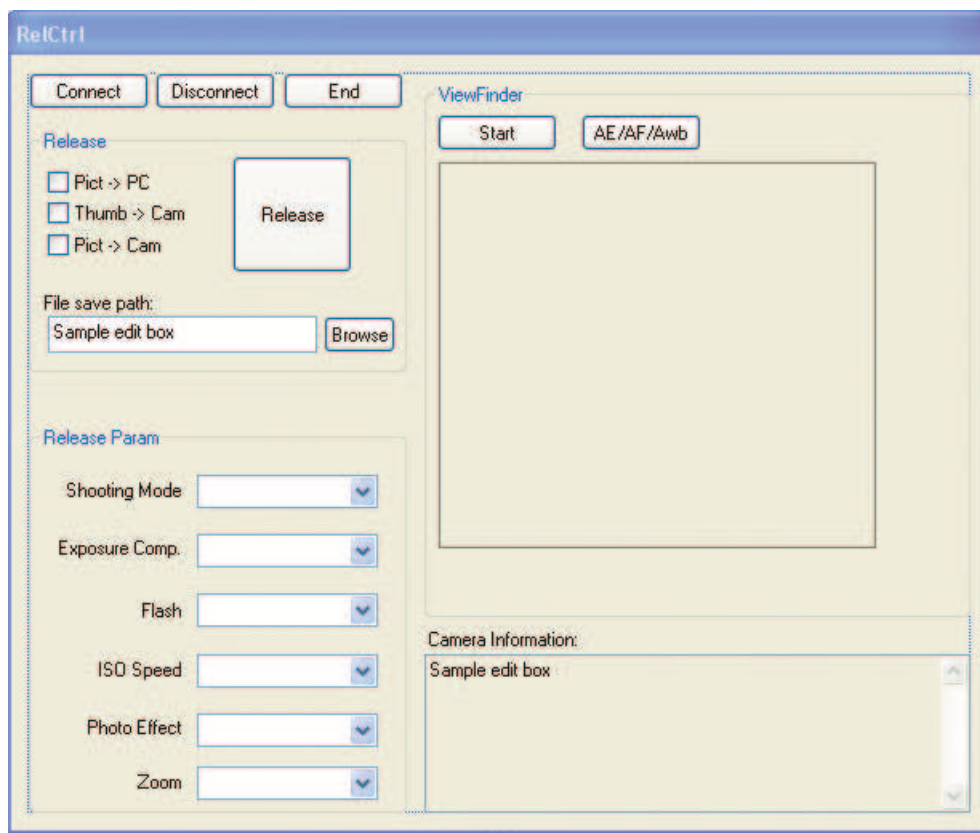 RelCtrl
Connect
Disconnect
End
Release
Pict -> PC
Thumb -> Cam
Pict -> Cam
Release
File save path:
Sample edit box
Browse
Release Param
Shooting Mode
Exposure Comp.
Flash
ISO Speed
Photo Effect
Zoom
ViewFinder
Start
AE/AF/Awb
Camera Information:
Sample edit box